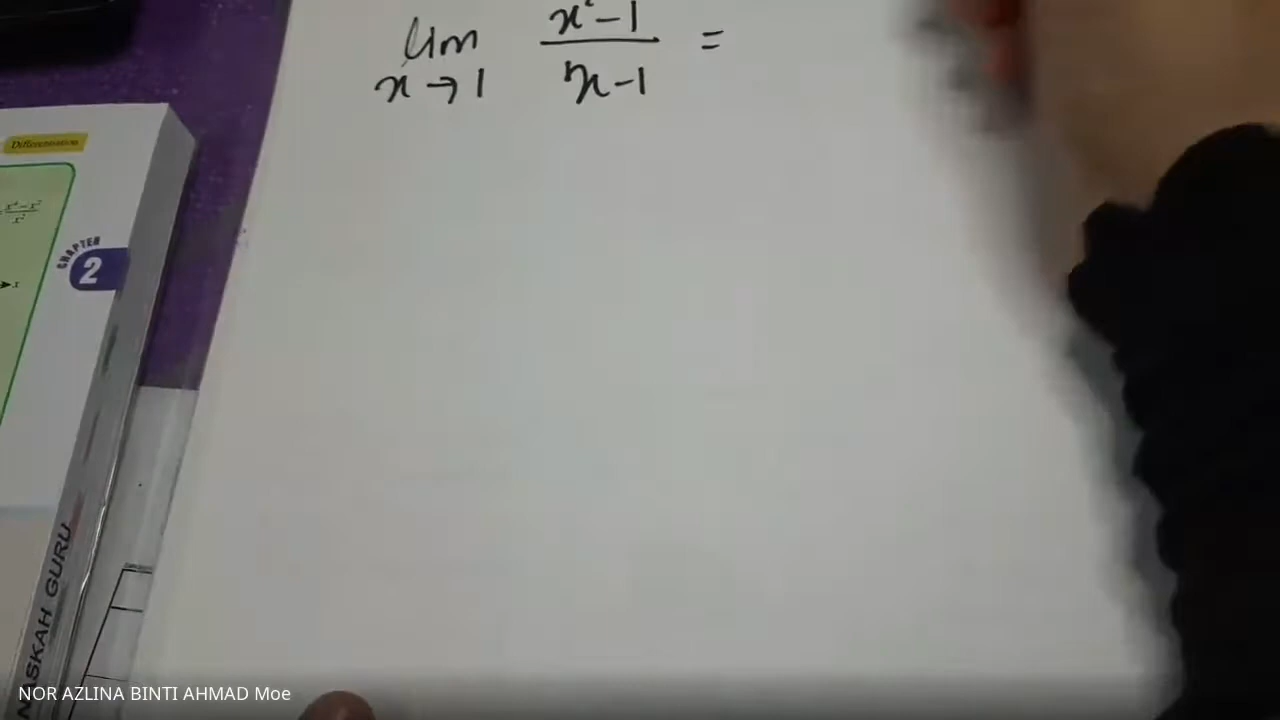 lim x→1 x²-1 / x-1 =
Differentiation
CHAPTER
2
NASKAH GURU
NOR AZLINA BINTI AHMAD Moe